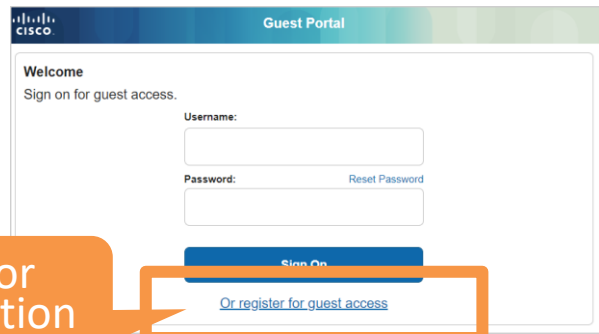 CISCO.
Guest Portal
Welcome
Sign on for guest access.
Username:
Password: Reset Password
Sign On
Or register for guest access
or
tion